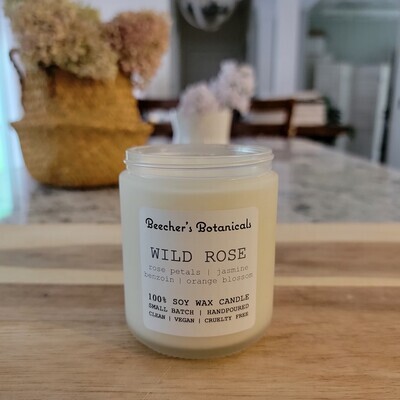 Beecher's Botanicals
WILD ROSE
rose petals | jasmine
benzoin | orange blossom
100% SOY WAX CANDLE
SMALL BATCH | HANDPOURED
CLEAN | VEGAN | CRUELTY FREE